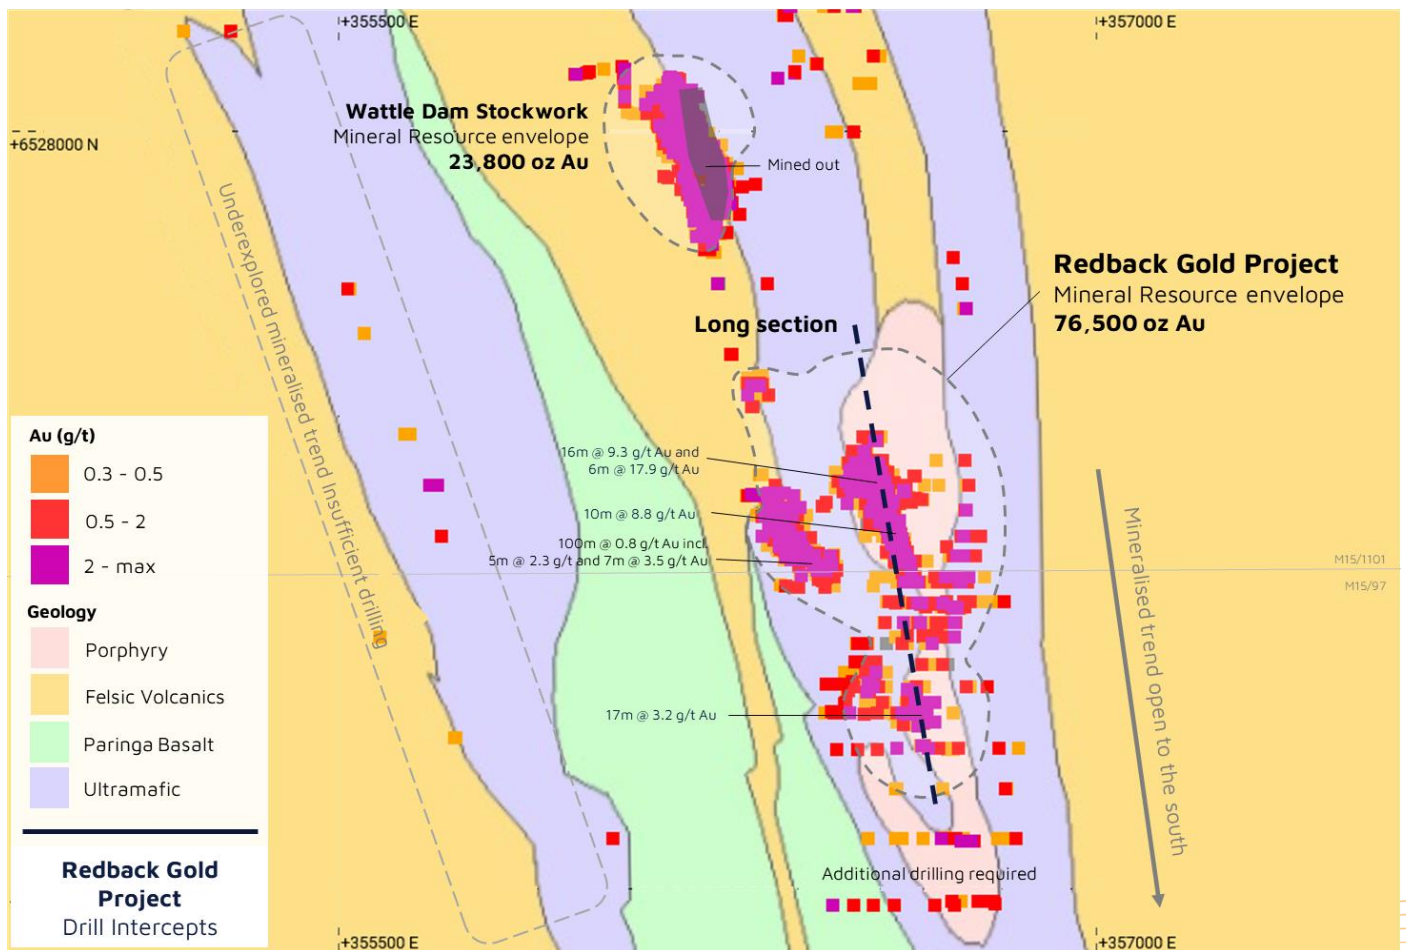 +355500 E
+357000 E
+6528000 N
Wattle Dam Stockwork
Mineral Resource envelope
23,800 oz Au
Mined out
Underexplored mineralised trend Insufficient drilling
Redback Gold Project
Mineral Resource envelope
76,500 oz Au
Long section
16m @ 9.3 g/t Au and
6m @ 17.9 g/t Au
10m @ 8.8 g/t Au
100m @ 0.8 g/t Au incl.
5m @ 2.3 g/t and 7m @ 3.5 g/t Au
17m @ 3.2 g/t Au
M15/1101
M15/97
Mineralised trend open to the south
Additional drilling required
Au (g/t)
0.3 - 0.5
0.5 - 2
2 - max
Geology
Porphyry
Felsic Volcanics
Paringa Basalt
Ultramafic
Redback Gold
Project
Drill Intercepts
+355500 E
+357000 E